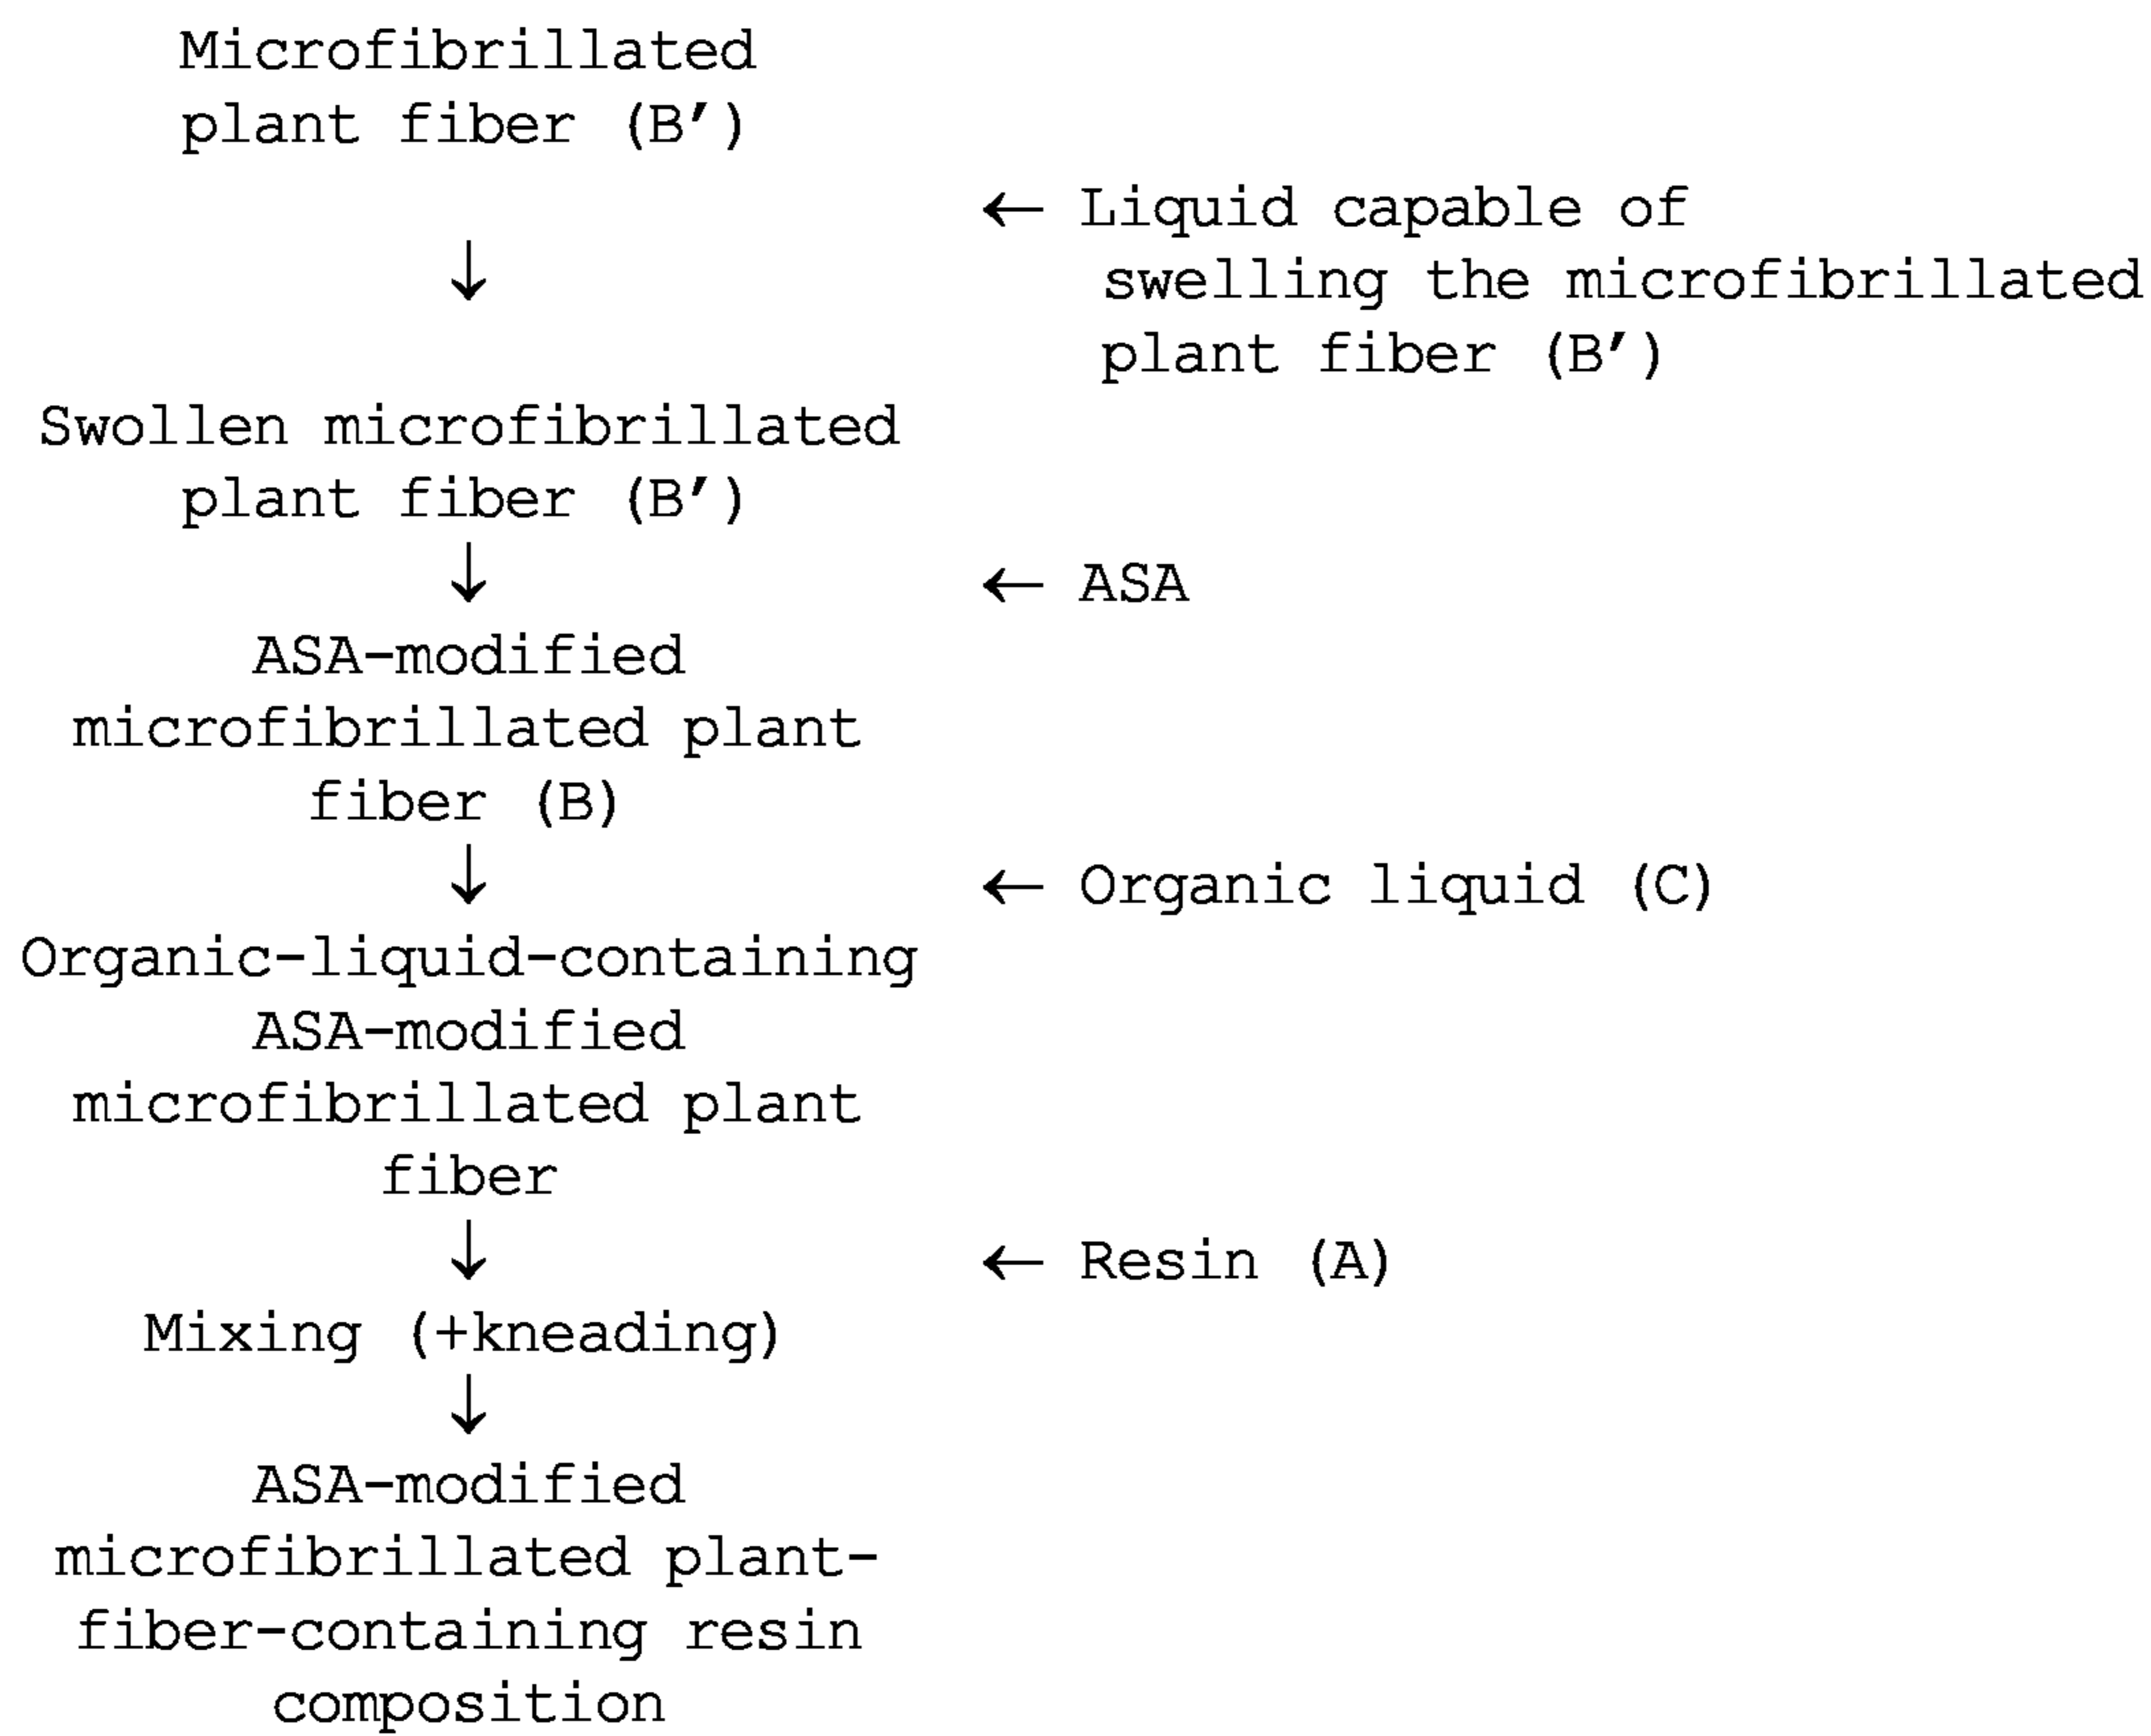 Microfibrillated
plant fiber (B′)
← Liquid capable of
↓
swelling the microfibrillated
plant fiber (B′)
Swollen microfibrillated
plant fiber (B′)
↓
← ASA
ASA-modified
microfibrillated plant
fiber (B)
↓
← Organic liquid (C)
Organic-liquid-containing
ASA-modified
microfibrillated plant
fiber
↓
← Resin (A)
Mixing (+kneading)
↓
ASA-modified
microfibrillated plant-
fiber-containing resin
composition